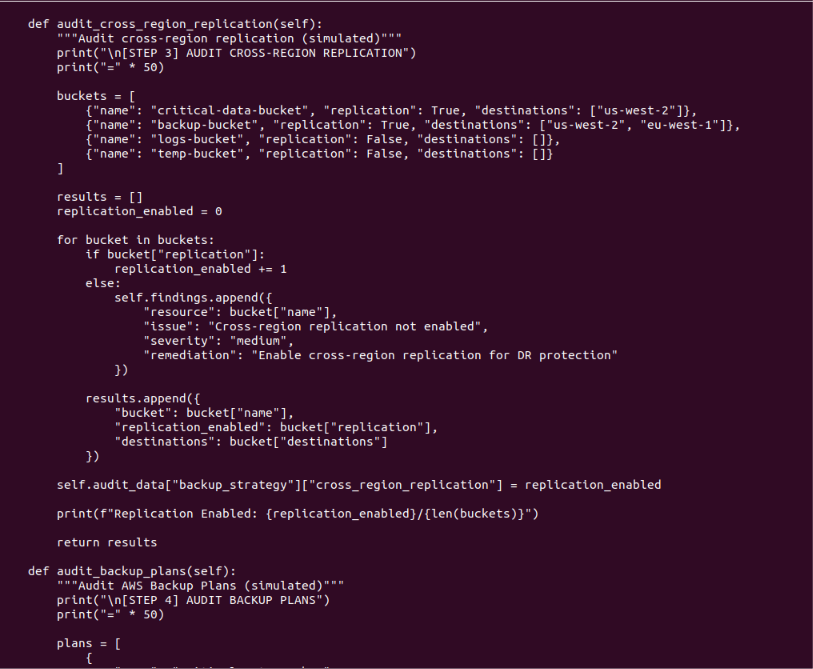 def audit_cross_region_replication(self):
    """Audit cross-region replication (simulated)"""
    print("\n[STEP 3] AUDIT CROSS-REGION REPLICATION")
    print("=" * 50)

    buckets = [
        {"name": "critical-data-bucket", "replication": True, "destinations": ["us-west-2"]},
        {"name": "backup-bucket", "replication": True, "destinations": ["us-west-2", "eu-west-1"]},
        {"name": "logs-bucket", "replication": False, "destinations": []},
        {"name": "temp-bucket", "replication": False, "destinations": []}
    ]

    results = []
    replication_enabled = 0

    for bucket in buckets:
        if bucket["replication"]:
            replication_enabled += 1
        else:
            self.findings.append({
                "resource": bucket["name"],
                "issue": "Cross-region replication not enabled",
                "severity": "medium",
                "remediation": "Enable cross-region replication for DR protection"
            })

        results.append({
            "bucket": bucket["name"],
            "replication_enabled": bucket["replication"],
            "destinations": bucket["destinations"]
        })

    self.audit_data["backup_strategy"]["cross_region_replication"] = replication_enabled

    print(f"Replication Enabled: {replication_enabled}/{len(buckets)}")

    return results

def audit_backup_plans(self):
    """Audit AWS Backup Plans (simulated)"""
    print("\n[STEP 4] AUDIT BACKUP PLANS")
    print("=" * 50)

    plans = [
        {